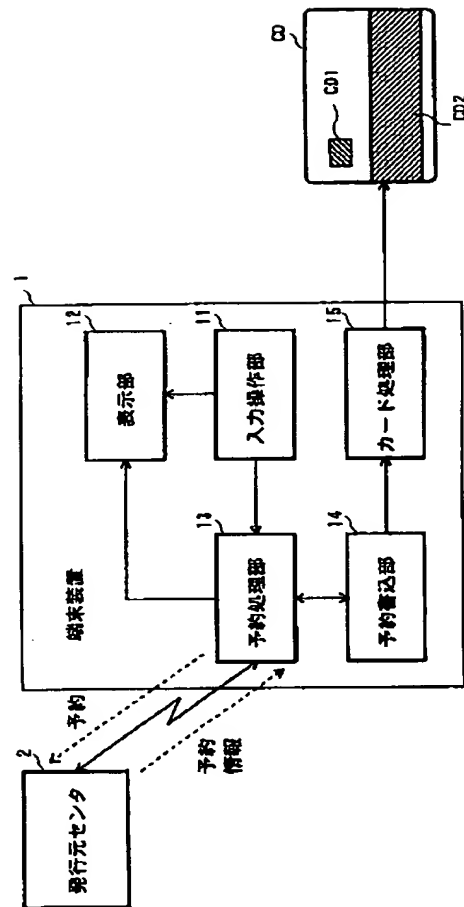 CD
CD1
CD2
1
12
表示部
11
入力操作部
15
カード処理部
端末装置
13
予約処理部
14
予約書込部
予約
予約
情報
2
発行元センタ